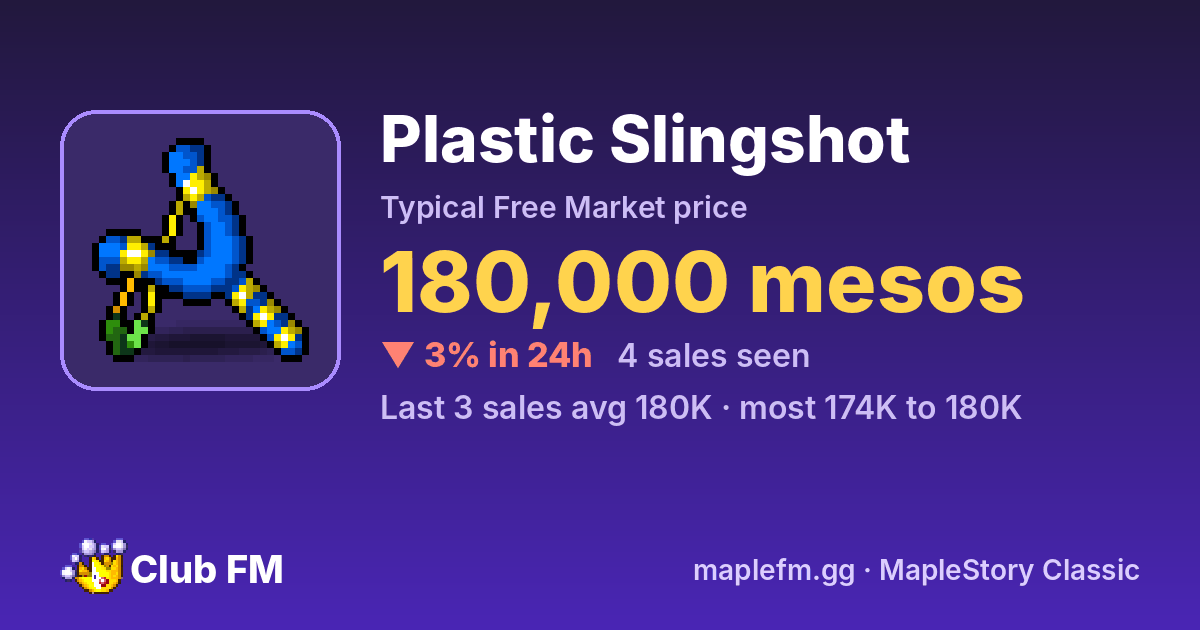 Plastic Slingshot
Typical Free Market price
180,000 mesos
▼ 3% in 24h 4 sales seen
Last 3 sales avg 180K · most 174K to 180K
Club FM
maplefm.gg · MapleStory Classic